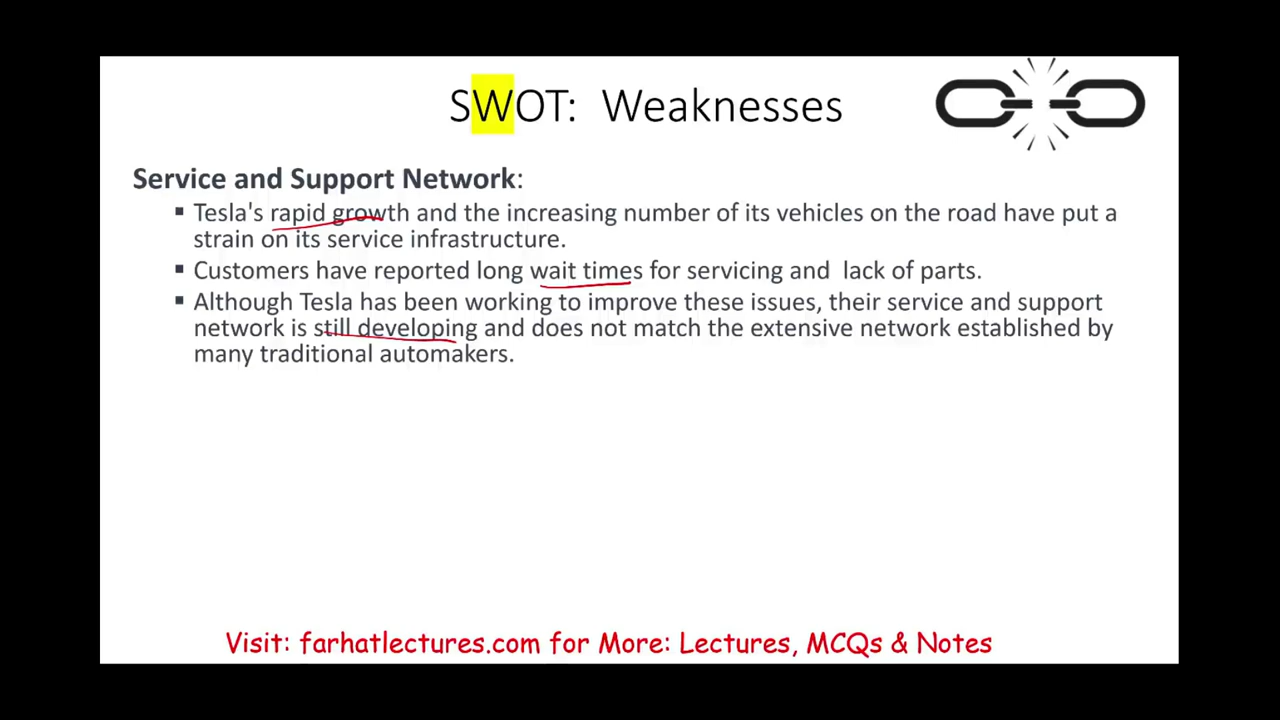 SWOT: Weaknesses
Service and Support Network:
▪ Tesla's rapid growth and the increasing number of its vehicles on the road have put a
strain on its service infrastructure.
▪ Customers have reported long wait times for servicing and  lack of parts.
▪ Although Tesla has been working to improve these issues, their service and support
network is still developing and does not match the extensive network established by
many traditional automakers.
Visit: farhatlectures.com for More: Lectures, MCQs & Notes